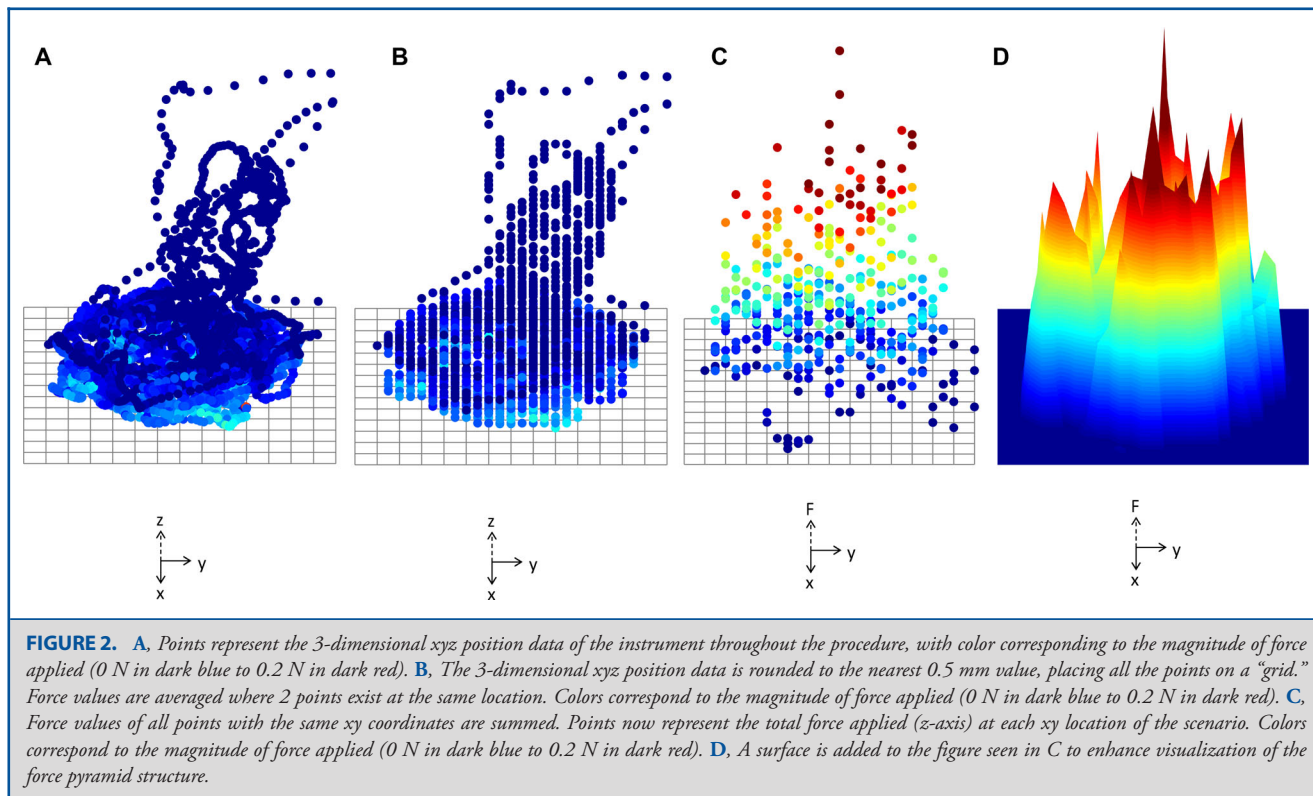 A
B
C
D
z
y
x
z
y
x
F
y
x
F
y
x
FIGURE 2. A, Points represent the 3-dimensional xyz position data of the instrument throughout the procedure, with color corresponding to the magnitude of force
applied (0 N in dark blue to 0.2 N in dark red). B, The 3-dimensional xyz position data is rounded to the nearest 0.5 mm value, placing all the points on a “grid.”
Force values are averaged where 2 points exist at the same location. Colors correspond to the magnitude of force applied (0 N in dark blue to 0.2 N in dark red). C,
Force values of all points with the same xy coordinates are summed. Points now represent the total force applied (z-axis) at each xy location of the scenario. Colors
correspond to the magnitude of force applied (0 N in dark blue to 0.2 N in dark red). D, A surface is added to the figure seen in C to enhance visualization of the
force pyramid structure.